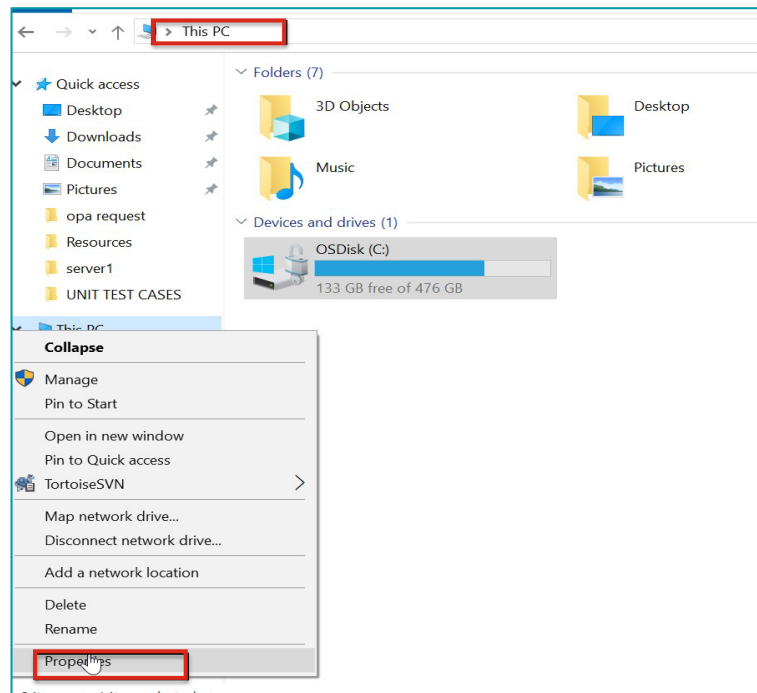 This PC
Quick access
Desktop
Downloads
Documents
Pictures
opa request
Resources
server1
UNIT TEST CASES
This PC
Folders (7)
3D Objects
Desktop
Music
Pictures
Devices and drives (1)
OSDisk (C:)
133 GB free of 476 GB
Collapse
Manage
Pin to Start
Open in new window
Pin to Quick access
TortoiseSVN
Map network drive...
Disconnect network drive...
Add a network location
Delete
Rename
Properties